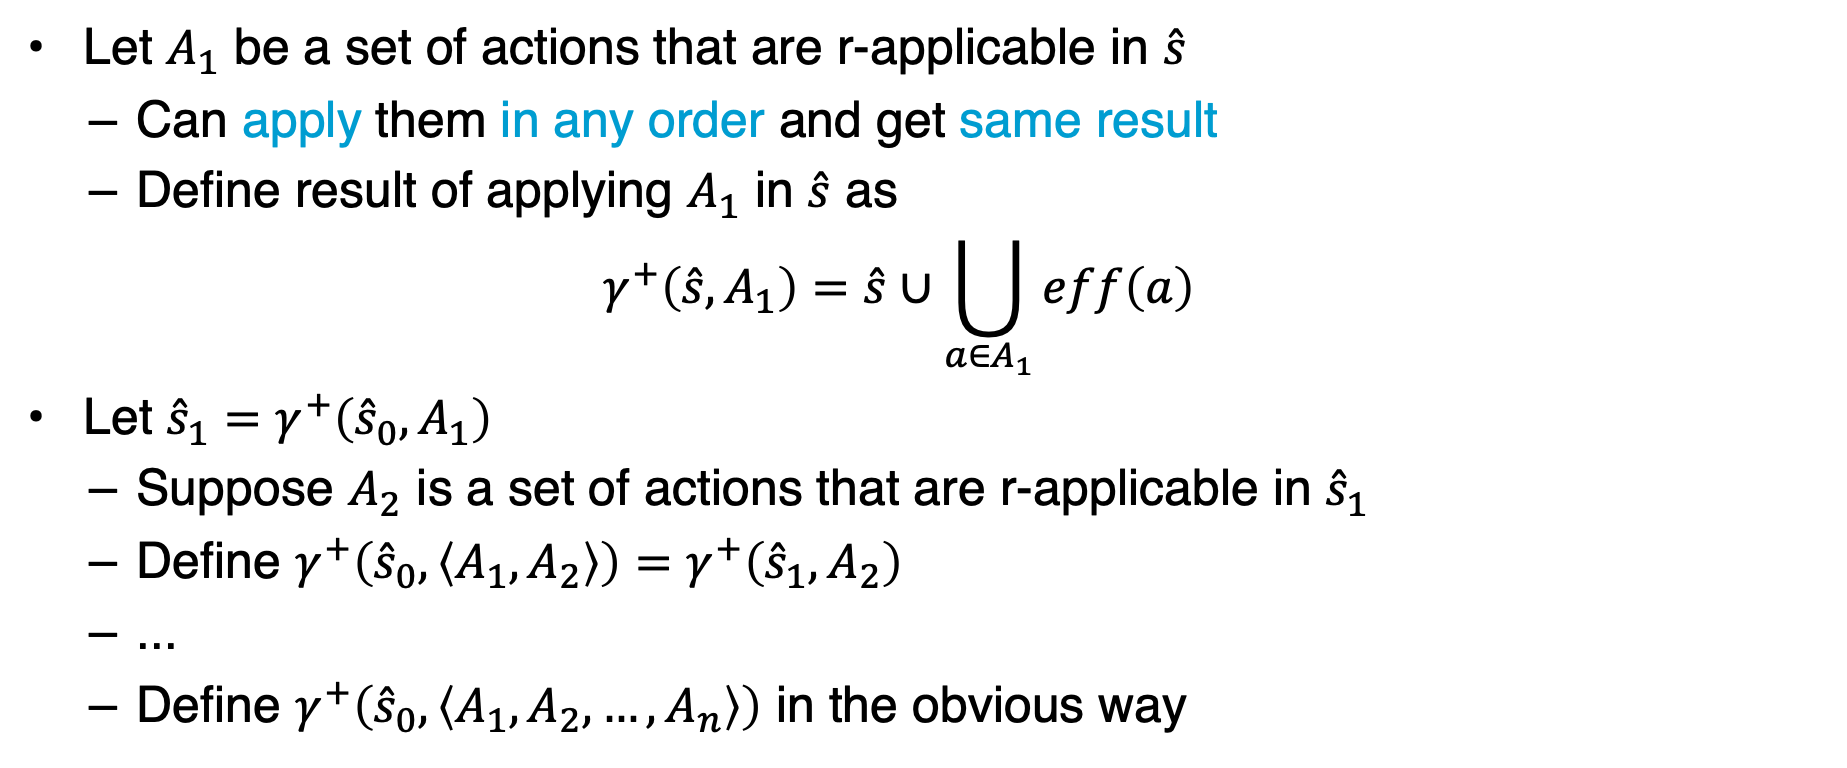 • Let A₁ be a set of actions that are r-applicable in ŝ
– Can apply them in any order and get same result
– Define result of applying A₁ in ŝ as
γ⁺(ŝ, A₁) = ŝ ∪ ⋃ eff(a)
a∈A₁
• Let ŝ₁ = γ⁺(ŝ₀, A₁)
– Suppose A₂ is a set of actions that are r-applicable in ŝ₁
– Define γ⁺(ŝ₀, ⟨A₁, A₂⟩) = γ⁺(ŝ₁, A₂)
– ...
– Define γ⁺(ŝ₀, ⟨A₁, A₂, ..., Aₙ⟩) in the obvious way